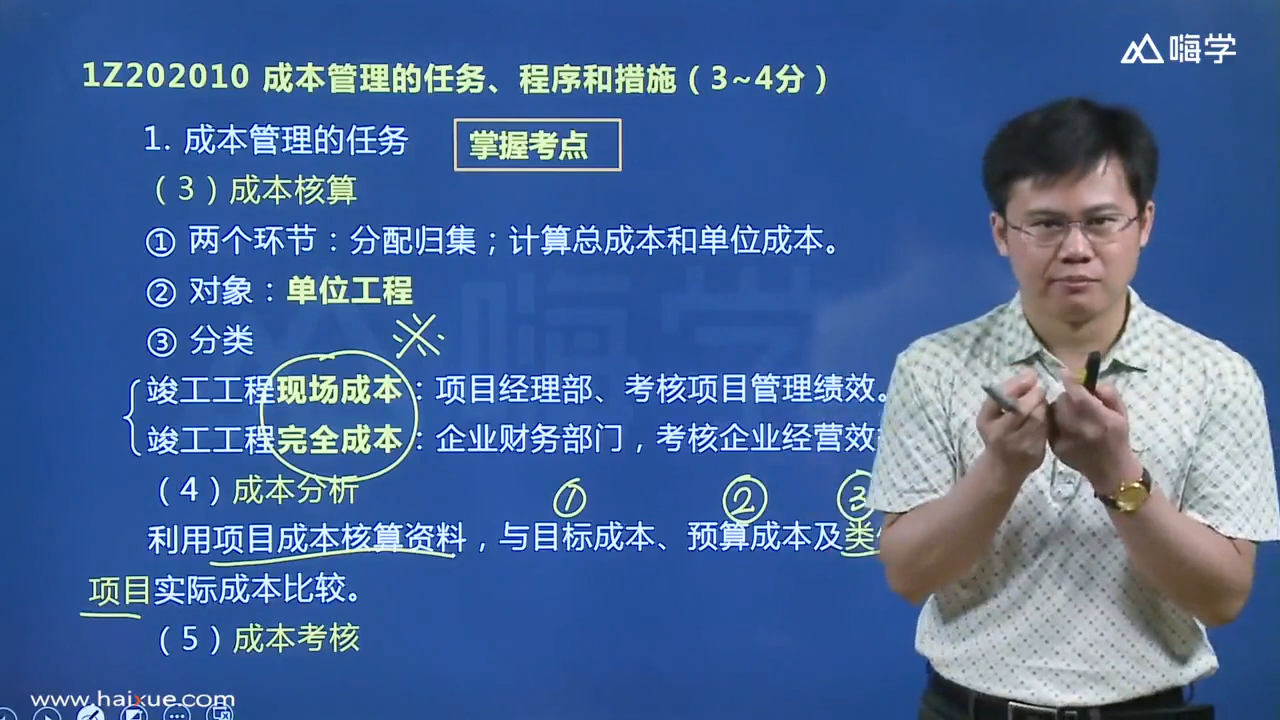 嗨学
1Z202010 成本管理的任务、程序和措施（3~4分）
1. 成本管理的任务
掌握考点
（3）成本核算
① 两个环节：分配归集；计算总成本和单位成本。
② 对象：单位工程
③ 分类
※
竣工工程现场成本：项目经理部、考核项目管理绩效。
竣工工程完全成本：企业财务部门，考核企业经营效
（4）成本分析
① ② ③
利用项目成本核算资料，与目标成本、预算成本及类
项目实际成本比较。
（5）成本考核
www.haixue.com